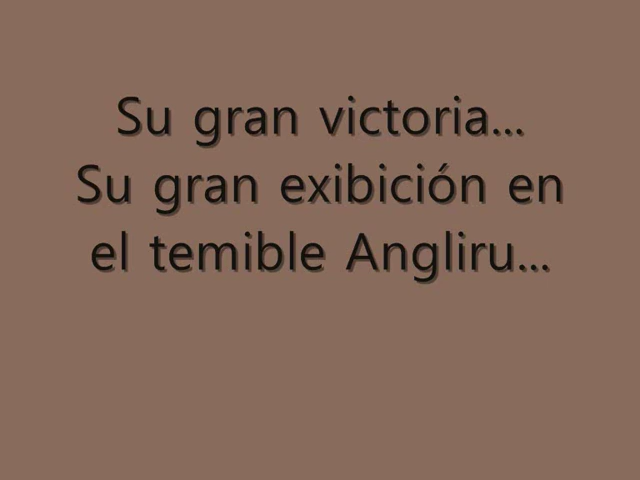 Su gran victoria...
Su gran exibición en
el temible Angliru...